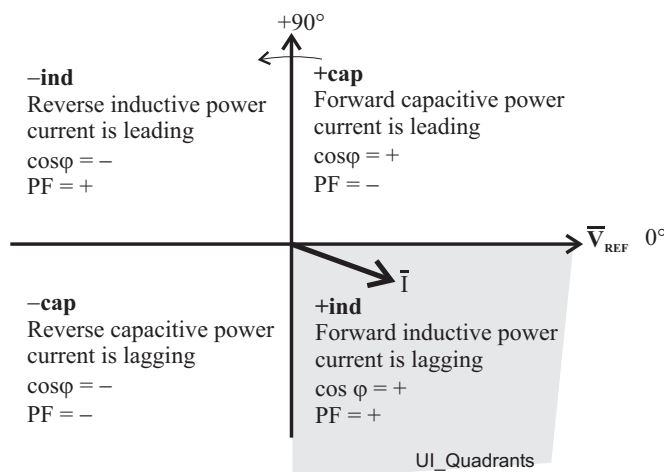 +90°
–ind
Reverse inductive power
current is leading
cosφ = –
PF = +
+cap
Forward capacitive power
current is leading
cosφ = +
PF = –
V̅REF 0°
I̅
–cap
Reverse capacitive power
current is lagging
cosφ = –
PF = –
+ind
Forward inductive power
current is lagging
cos φ = +
PF = +
UI_Quadrants